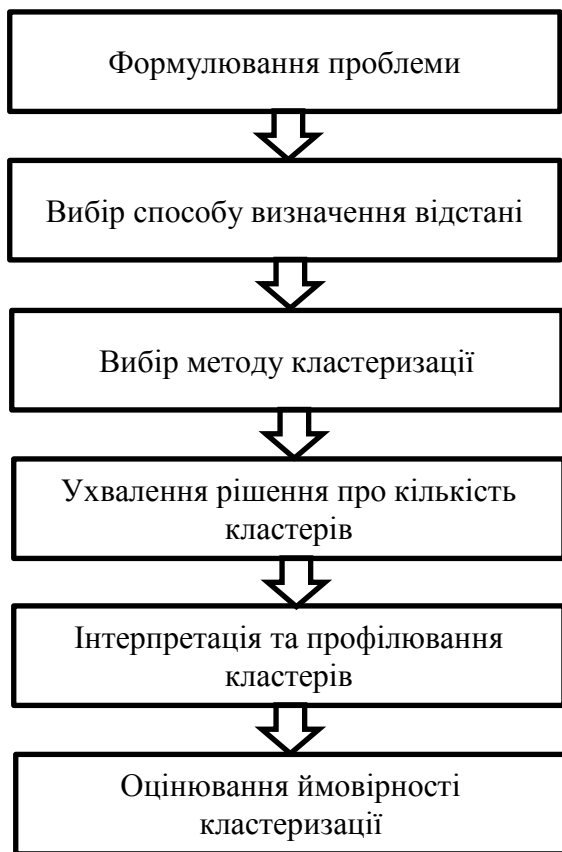 Формулювання проблеми
Вибір способу визначення відстані
Вибір методу кластеризації
Ухвалення рішення про кількість
кластерів
Інтерпретація та профілювання
кластерів
Оцінювання ймовірності
кластеризації